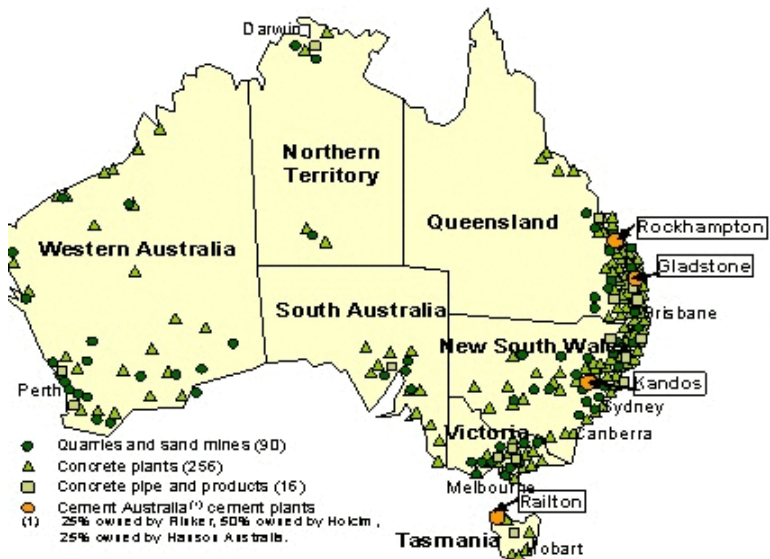 Darwin
Northern
Territory
Queensland
Rockhampton
Western Australia
Gladstone
South Australia
Brisbane
New South Wales
Perth
Kandos
Sydney
Victoria
Canberra
Quarries and sand mines (90)
Concrete plants (256)
Concrete pipe and products (16)
Melbourne
Cement Australia(1) cement plants
Railton
(1) 25% owned by Rinker, 50% owned by Holcim,
25% owned by Hanson Australia.
Tasmania
Hobart